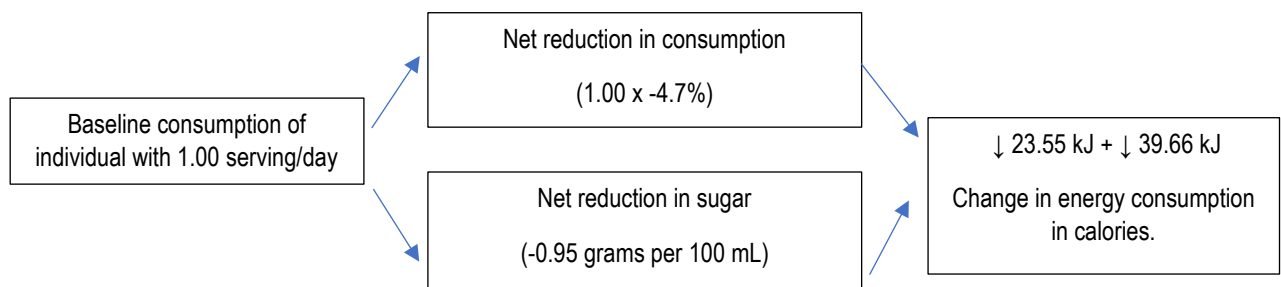 Net reduction in consumption
(1.00 x -4.7%)
Baseline consumption of
individual with 1.00 serving/day
↓ 23.55 kJ + ↓ 39.66 kJ
Change in energy consumption
in calories.
Net reduction in sugar
(-0.95 grams per 100 mL)